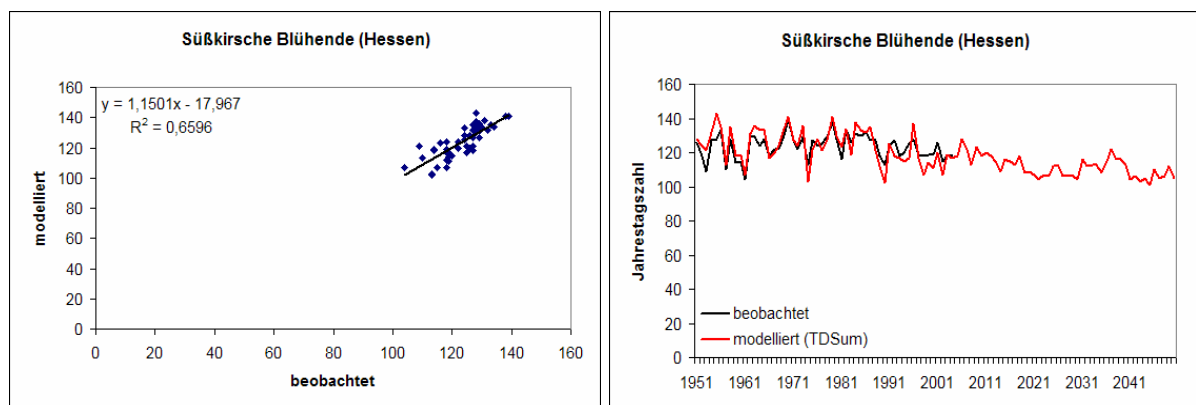 Süßkirsche Blühende (Hessen)
y = 1,1501x - 17,967
R² = 0,6596
modelliert
160
140
120
100
80
60
40
20
0
0 20 40 60 80 100 120 140 160
beobachtet
Süßkirsche Blühende (Hessen)
Jahrestagszahl
160
140
120
100
80
60
40
20
0
beobachtet
modelliert (TDSum)
1951 1961 1971 1981 1991 2001 2011 2021 2031 2041